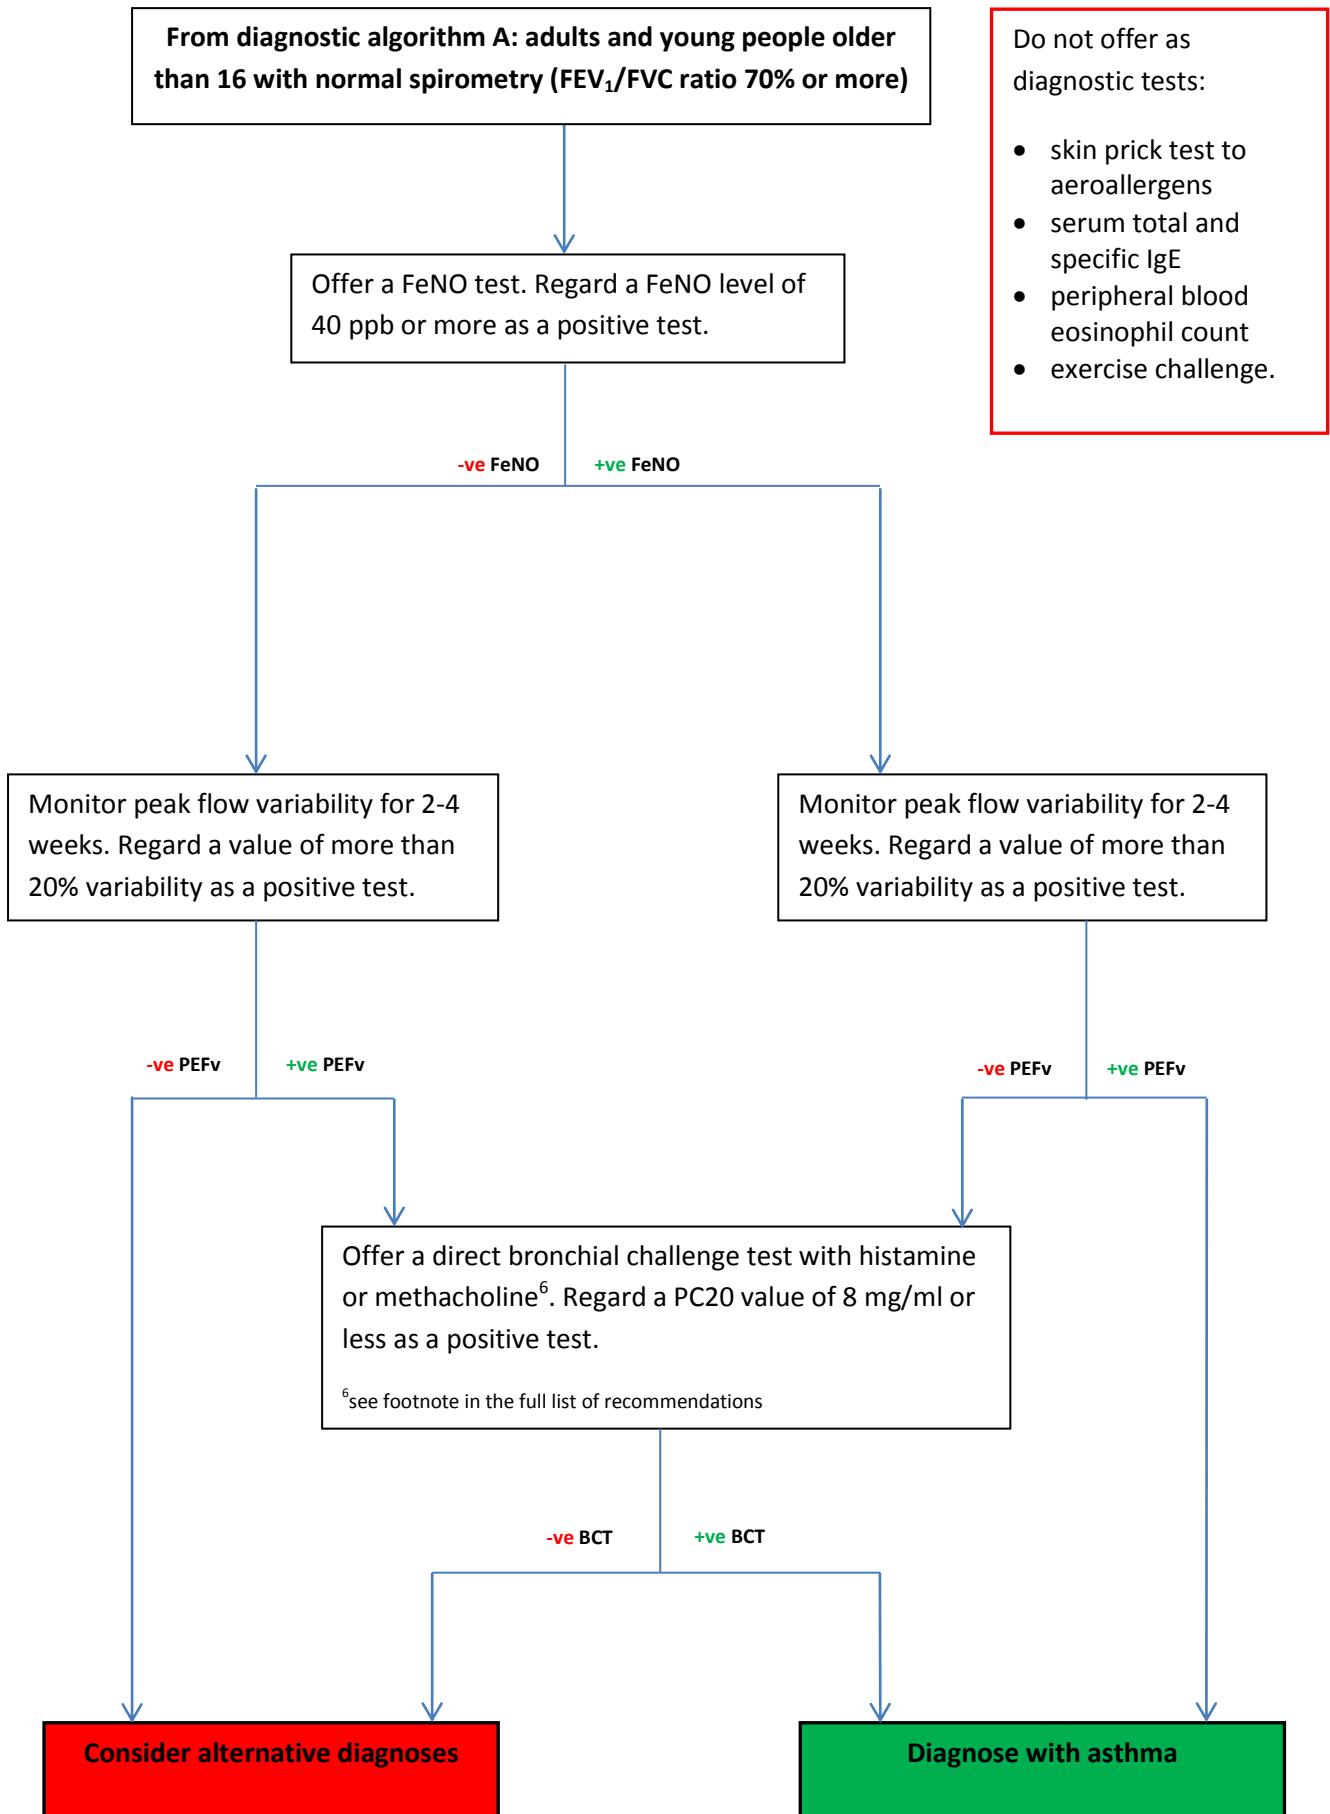 From diagnostic algorithm A: adults and young people older
than 16 with normal spirometry (FEV₁/FVC ratio 70% or more)
Do not offer as
diagnostic tests:
• skin prick test to
aeroallergens
• serum total and
specific IgE
• peripheral blood
eosinophil count
• exercise challenge.
Offer a FeNO test. Regard a FeNO level of
40 ppb or more as a positive test.
-ve FeNO
+ve FeNO
Monitor peak flow variability for 2-4
weeks. Regard a value of more than
20% variability as a positive test.
Monitor peak flow variability for 2-4
weeks. Regard a value of more than
20% variability as a positive test.
-ve PEFv
+ve PEFv
-ve PEFv
+ve PEFv
Offer a direct bronchial challenge test with histamine
or methacholine⁶. Regard a PC20 value of 8 mg/ml or
less as a positive test.
⁶see footnote in the full list of recommendations
-ve BCT
+ve BCT
Consider alternative diagnoses
Diagnose with asthma